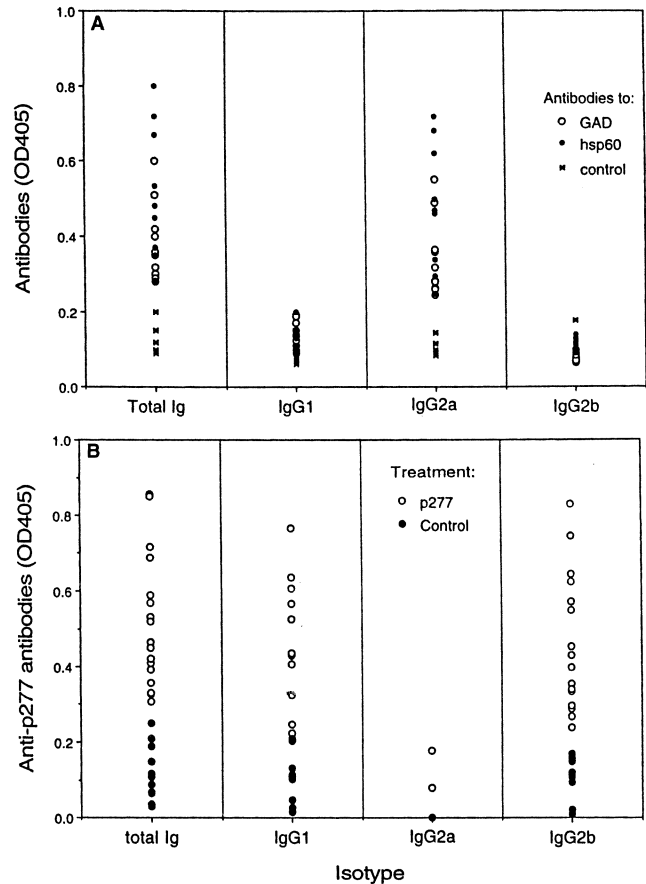 A
1.0
0.8
0.6
0.4
0.2
0.0
Antibodies (OD405)
Antibodies to:
GAD
hsp60
control
Total Ig
IgG1
IgG2a
IgG2b
B
1.0
0.8
0.6
0.4
0.2
0.0
Anti-p277 antibodies (OD405)
Treatment:
p277
Control
total Ig
IgG1
IgG2a
IgG2b
Isotype